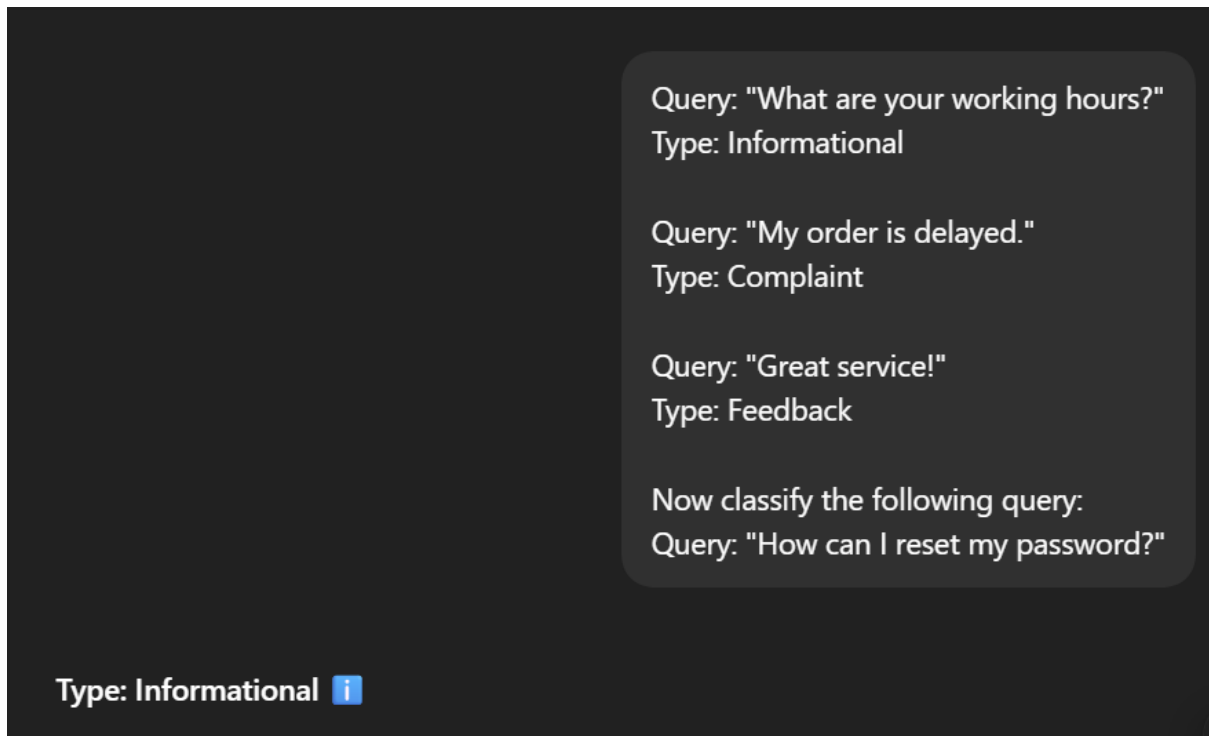 Query: "What are your working hours?"
Type: Informational
Query: "My order is delayed."
Type: Complaint
Query: "Great service!"
Type: Feedback
Now classify the following query:
Query: "How can I reset my password?"
Type: Informational ℹ️